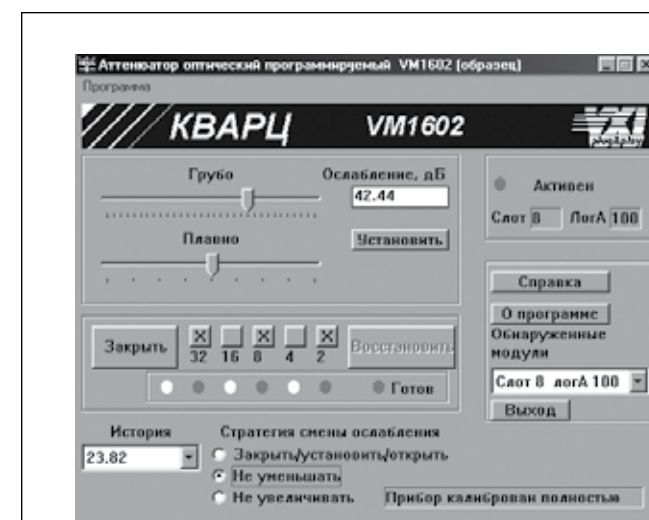 Аттенюатор оптический программируемый VM1602 (образец)
Программа
КВАРЦ VM1602 VXI plug&play
Грубо
Ослабление, дБ
42.44
Плавно
Установить
Активен
Слот 8 ЛогА 100
Справка
О программе
Обнаруженные
модули
Слот 8 логА 100
Выход
Закрыть
X X X
32 16 8 4 2
Восстановить
Готов
История
23.82
Стратегия смены ослабления
Закрыть/установить/открыть
Не уменьшать
Не увеличивать
Прибор калиброван полностью